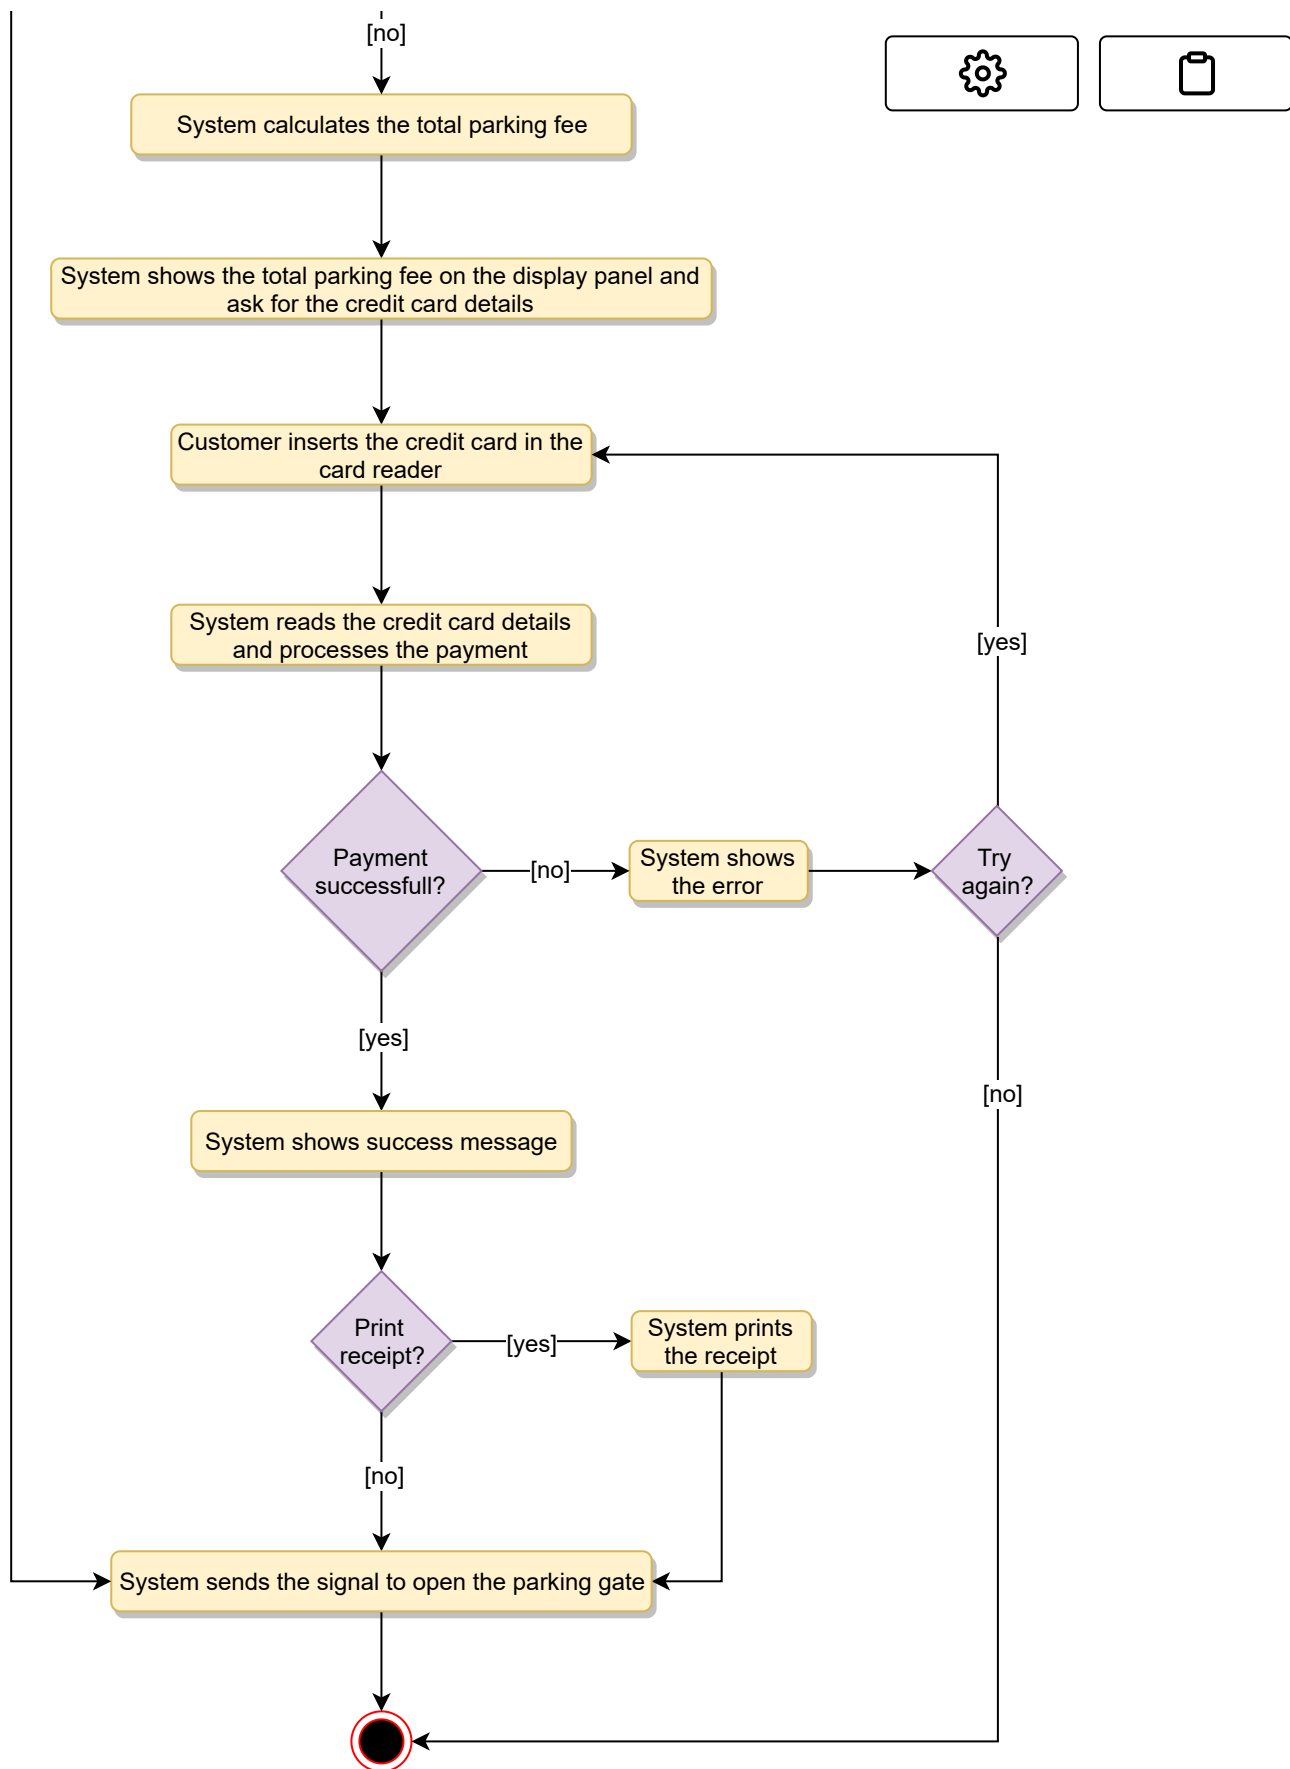 [no]
System calculates the total parking fee
System shows the total parking fee on the display panel and
ask for the credit card details
Customer inserts the credit card in the
card reader
System reads the credit card details
and processes the payment
[yes]
Payment
successfull?
[no]
System shows
the error
Try
again?
[yes]
[no]
System shows success message
Print
receipt?
[yes]
System prints
the receipt
[no]
System sends the signal to open the parking gate